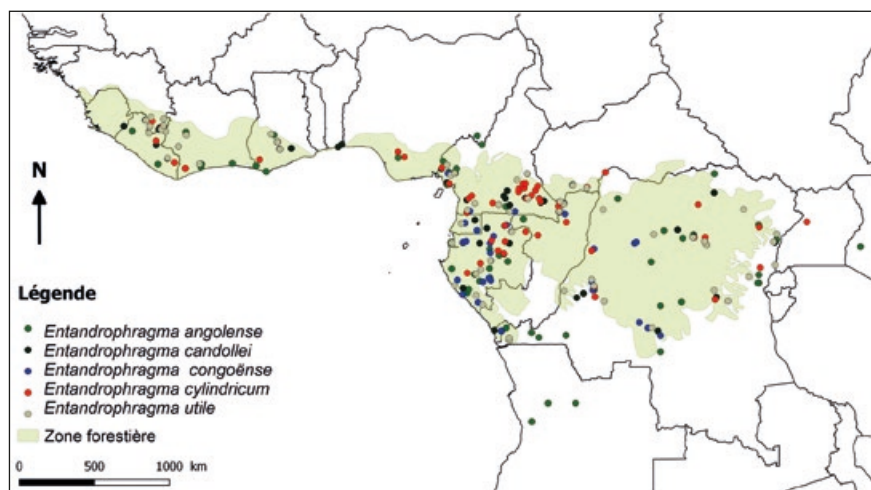 N
Légende
Entandrophragma angolense
Entandrophragma candollei
Entandrophragma congoënse
Entandrophragma cylindricum
Entandrophragma utile
Zone forestière
0 500 1000 km